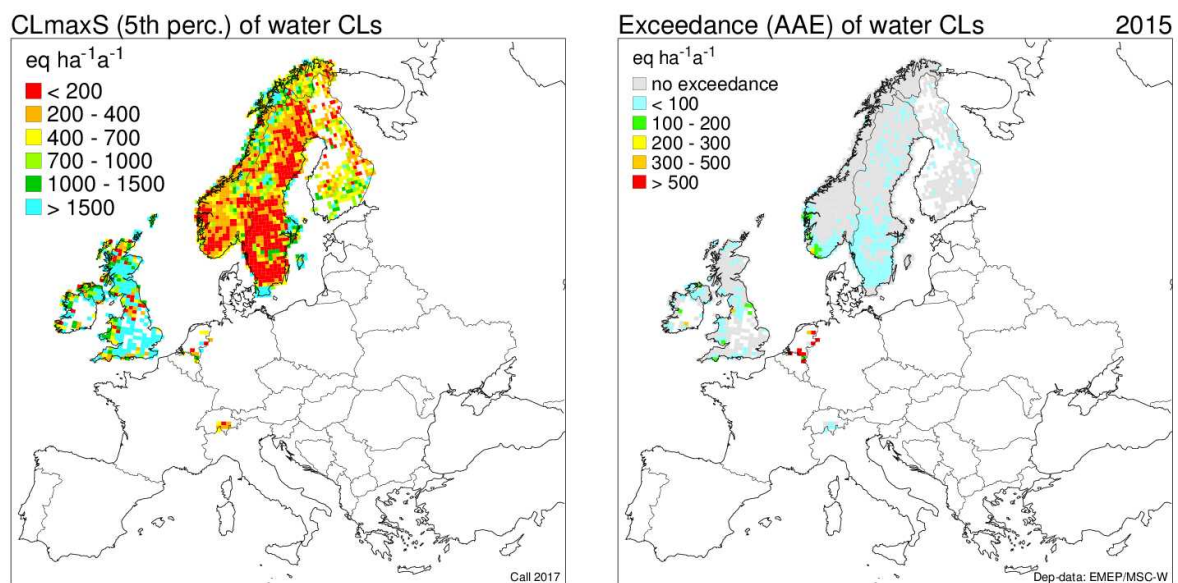 CLmaxS (5th perc.) of water CLs
eq ha⁻¹a⁻¹
< 200
200 - 400
400 - 700
700 - 1000
1000 - 1500
> 1500
Call 2017
Exceedance (AAE) of water CLs 2015
eq ha⁻¹a⁻¹
no exceedance
< 100
100 - 200
200 - 300
300 - 500
> 500
Dep-data: EMEP/MSC-W